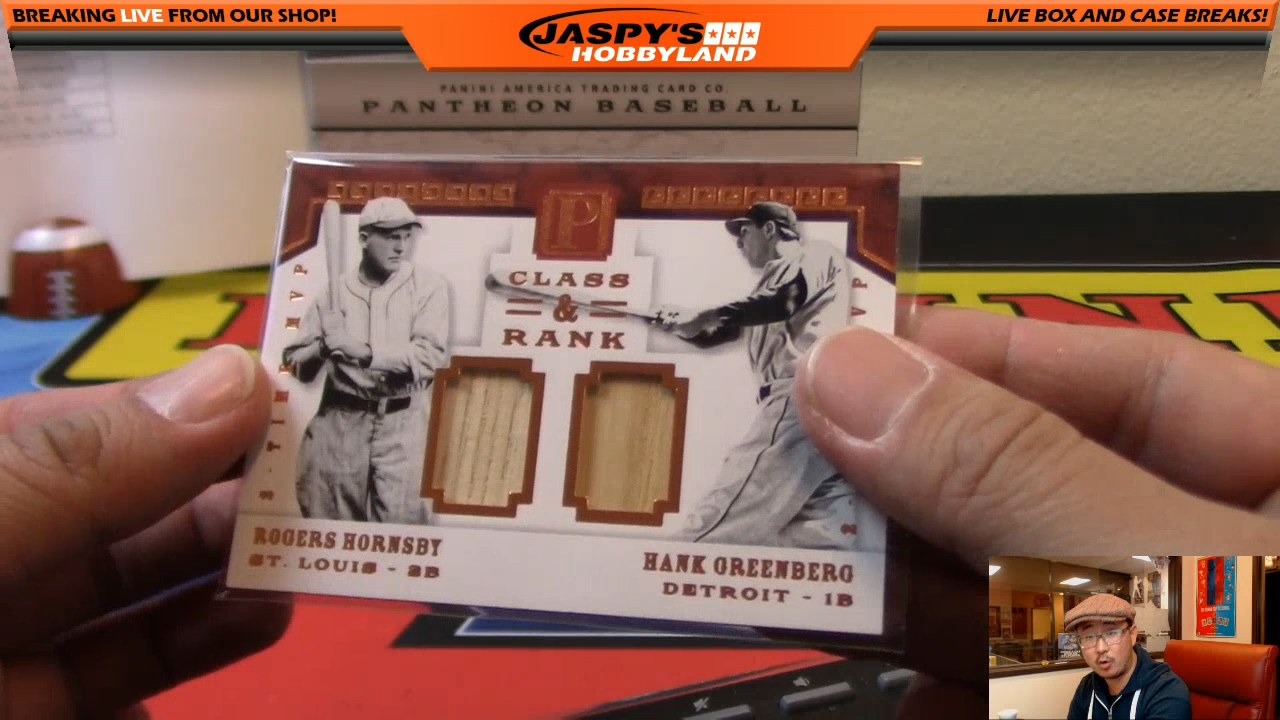 BREAKING LIVE FROM OUR SHOP!
JASPY'S
HOBBYLAND
LIVE BOX AND CASE BREAKS!
PANINI AMERICA TRADING CARD CO.
PANTHEON BASEBALL
P
CLASS
&
RANK
MVP
ROGERS HORNSBY
ST. LOUIS - 2B
HANK GREENBERG
DETROIT - 1B